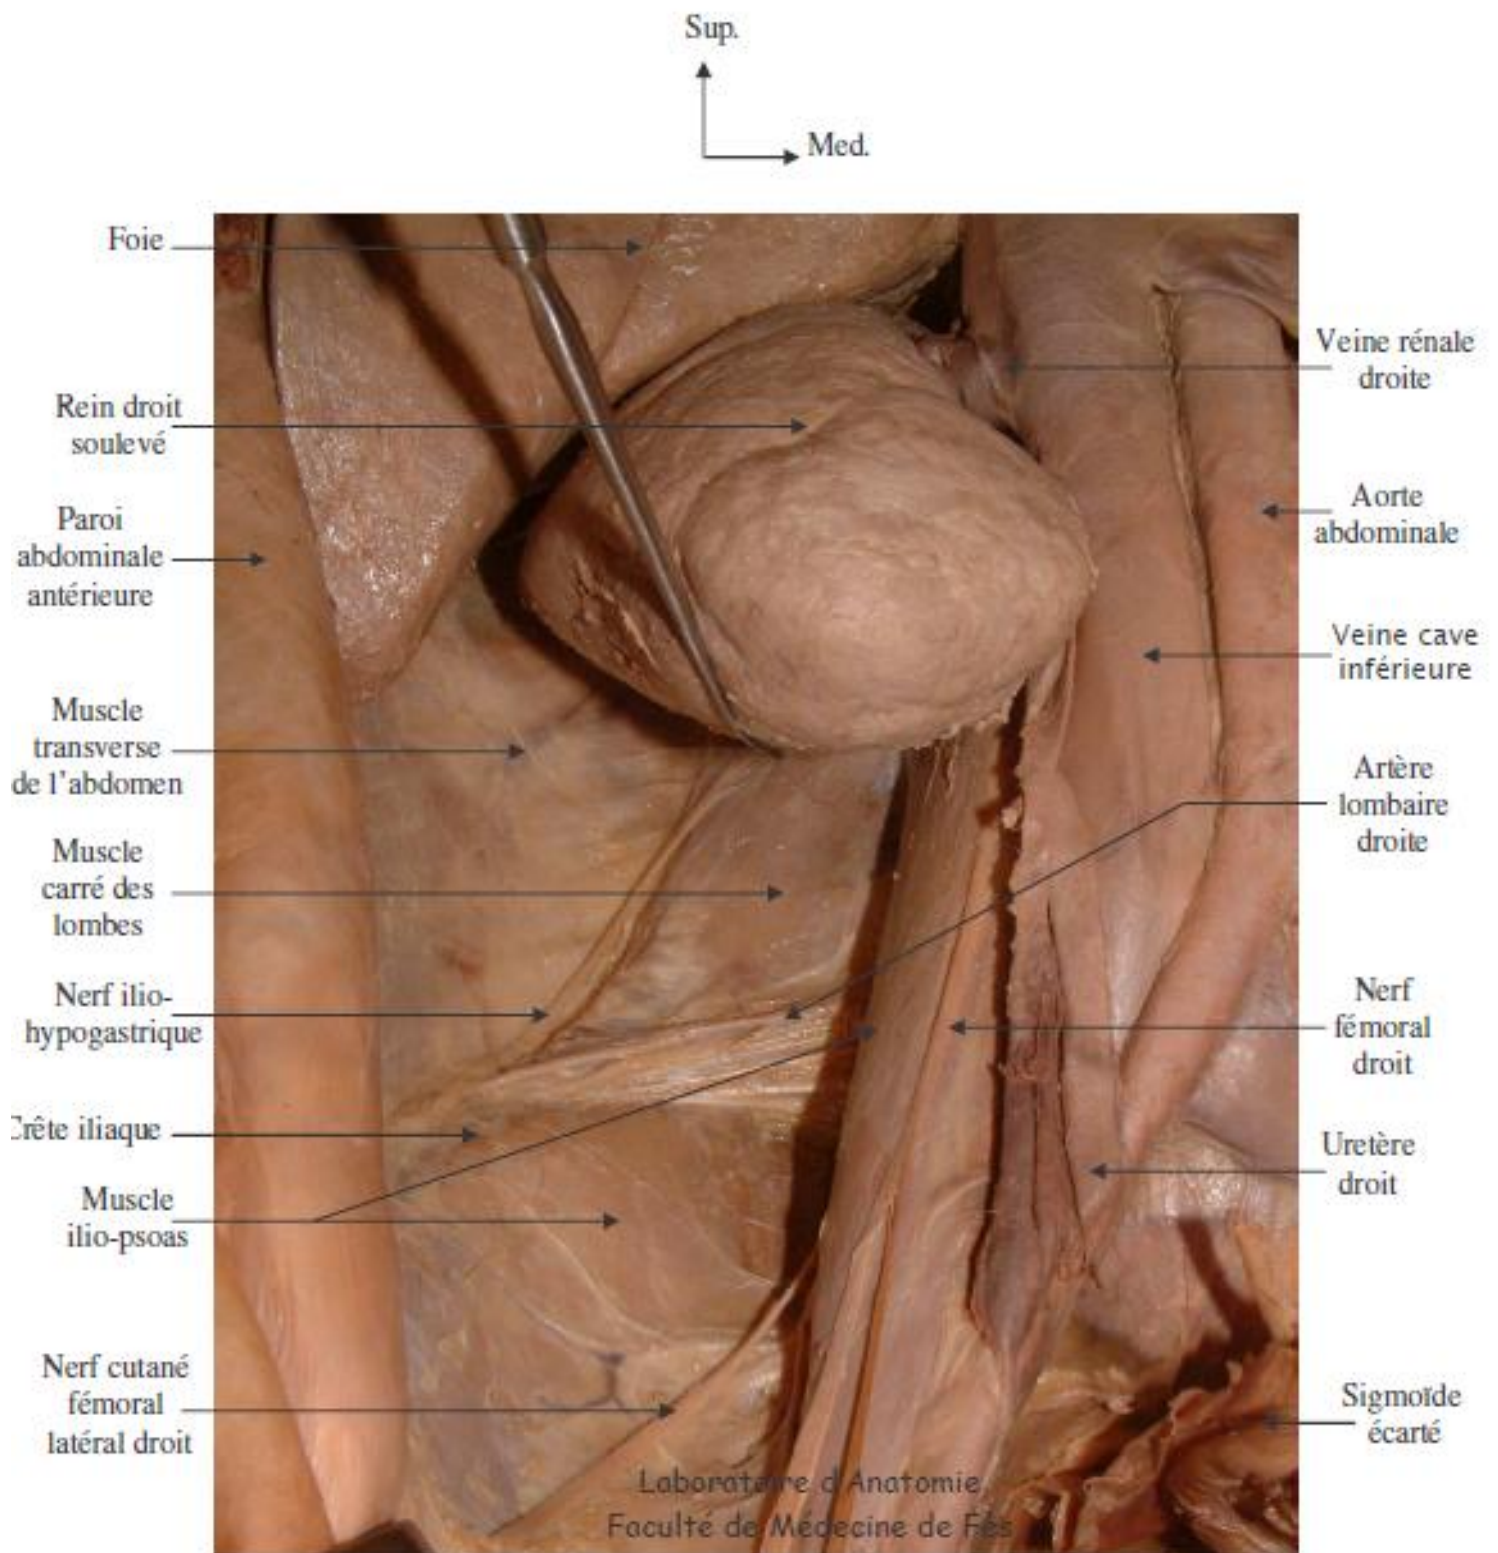 Sup.
Med.
Foie
Rein droit
soulevé
Paroi
abdominale
antérieure
Muscle
transverse
de l'abdomen
Muscle
carré des
lombes
Nerf ilio-
hypogastrique
Crête iliaque
Muscle
ilio-psoas
Nerf cutané
fémoral
latéral droit
Veine rénale
droite
Aorte
abdominale
Veine cave
inférieure
Artère
lombaire
droite
Nerf
fémoral
droit
Uretère
droit
Sigmoïde
écarté
Laboratoire d'Anatomie
Faculté de Médecine de Fès